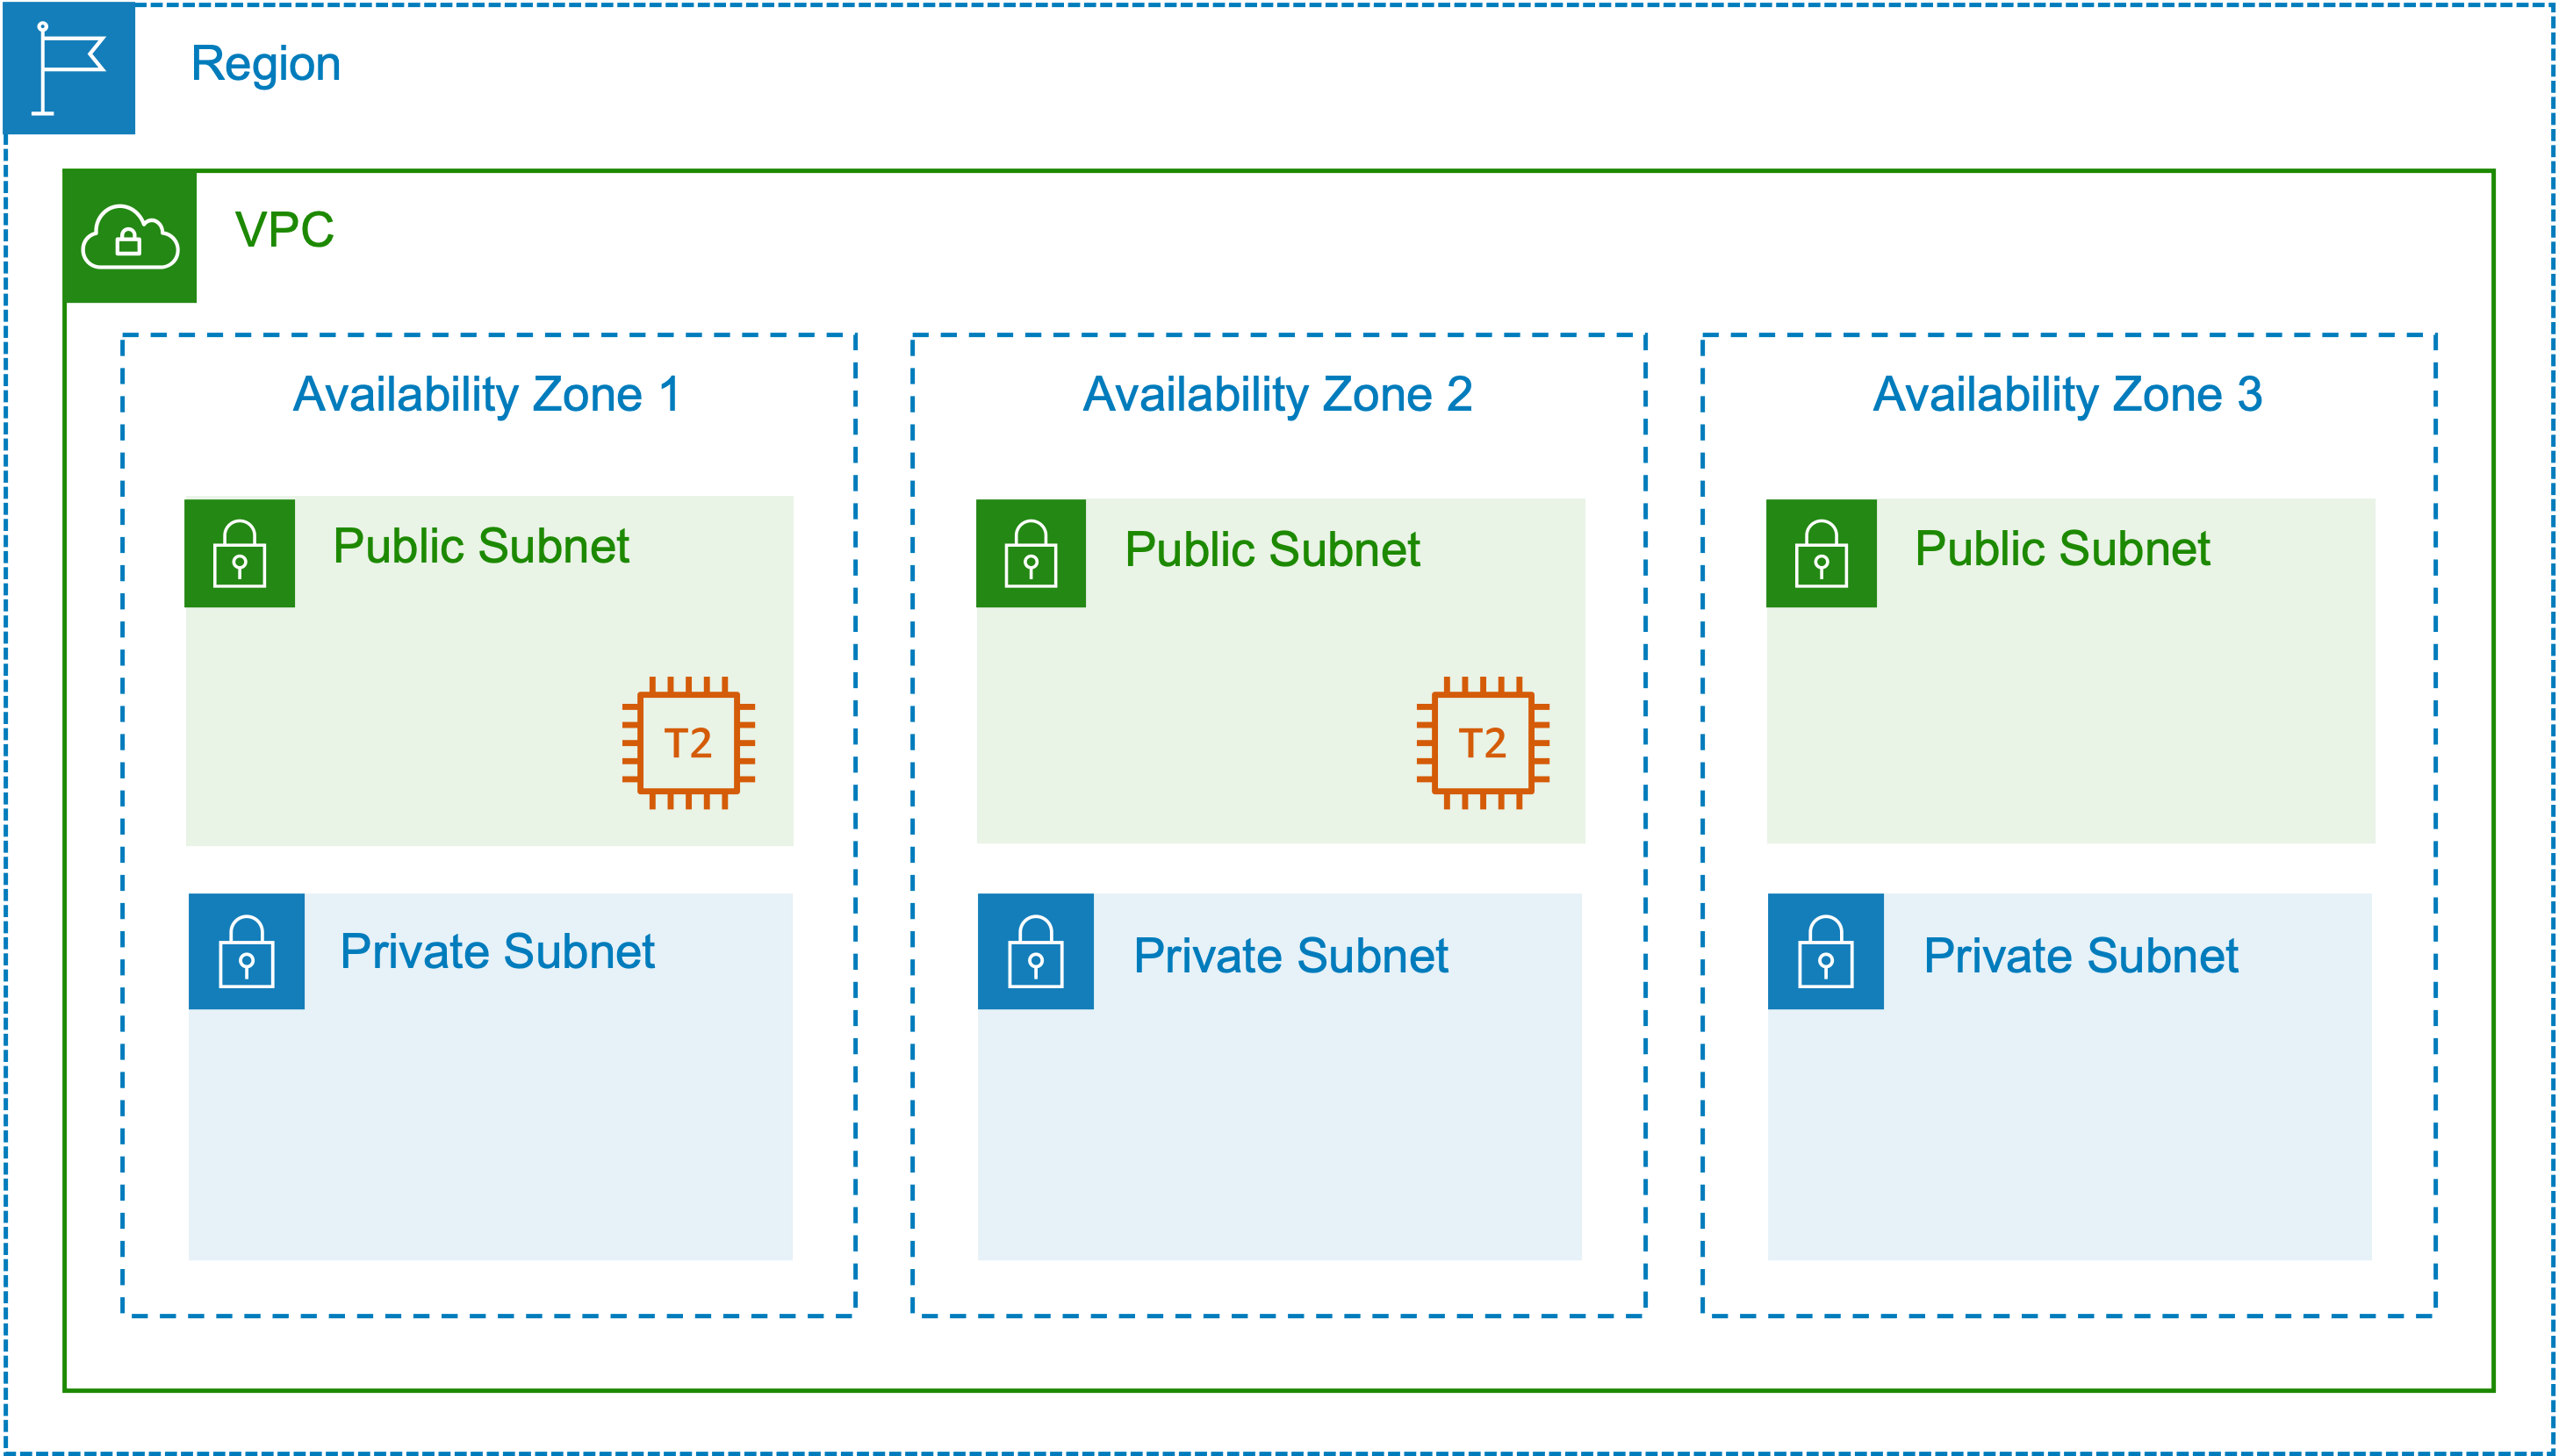 Region
VPC
Availability Zone 1
Availability Zone 2
Availability Zone 3
Public Subnet
Public Subnet
Public Subnet
T2
T2
Private Subnet
Private Subnet
Private Subnet